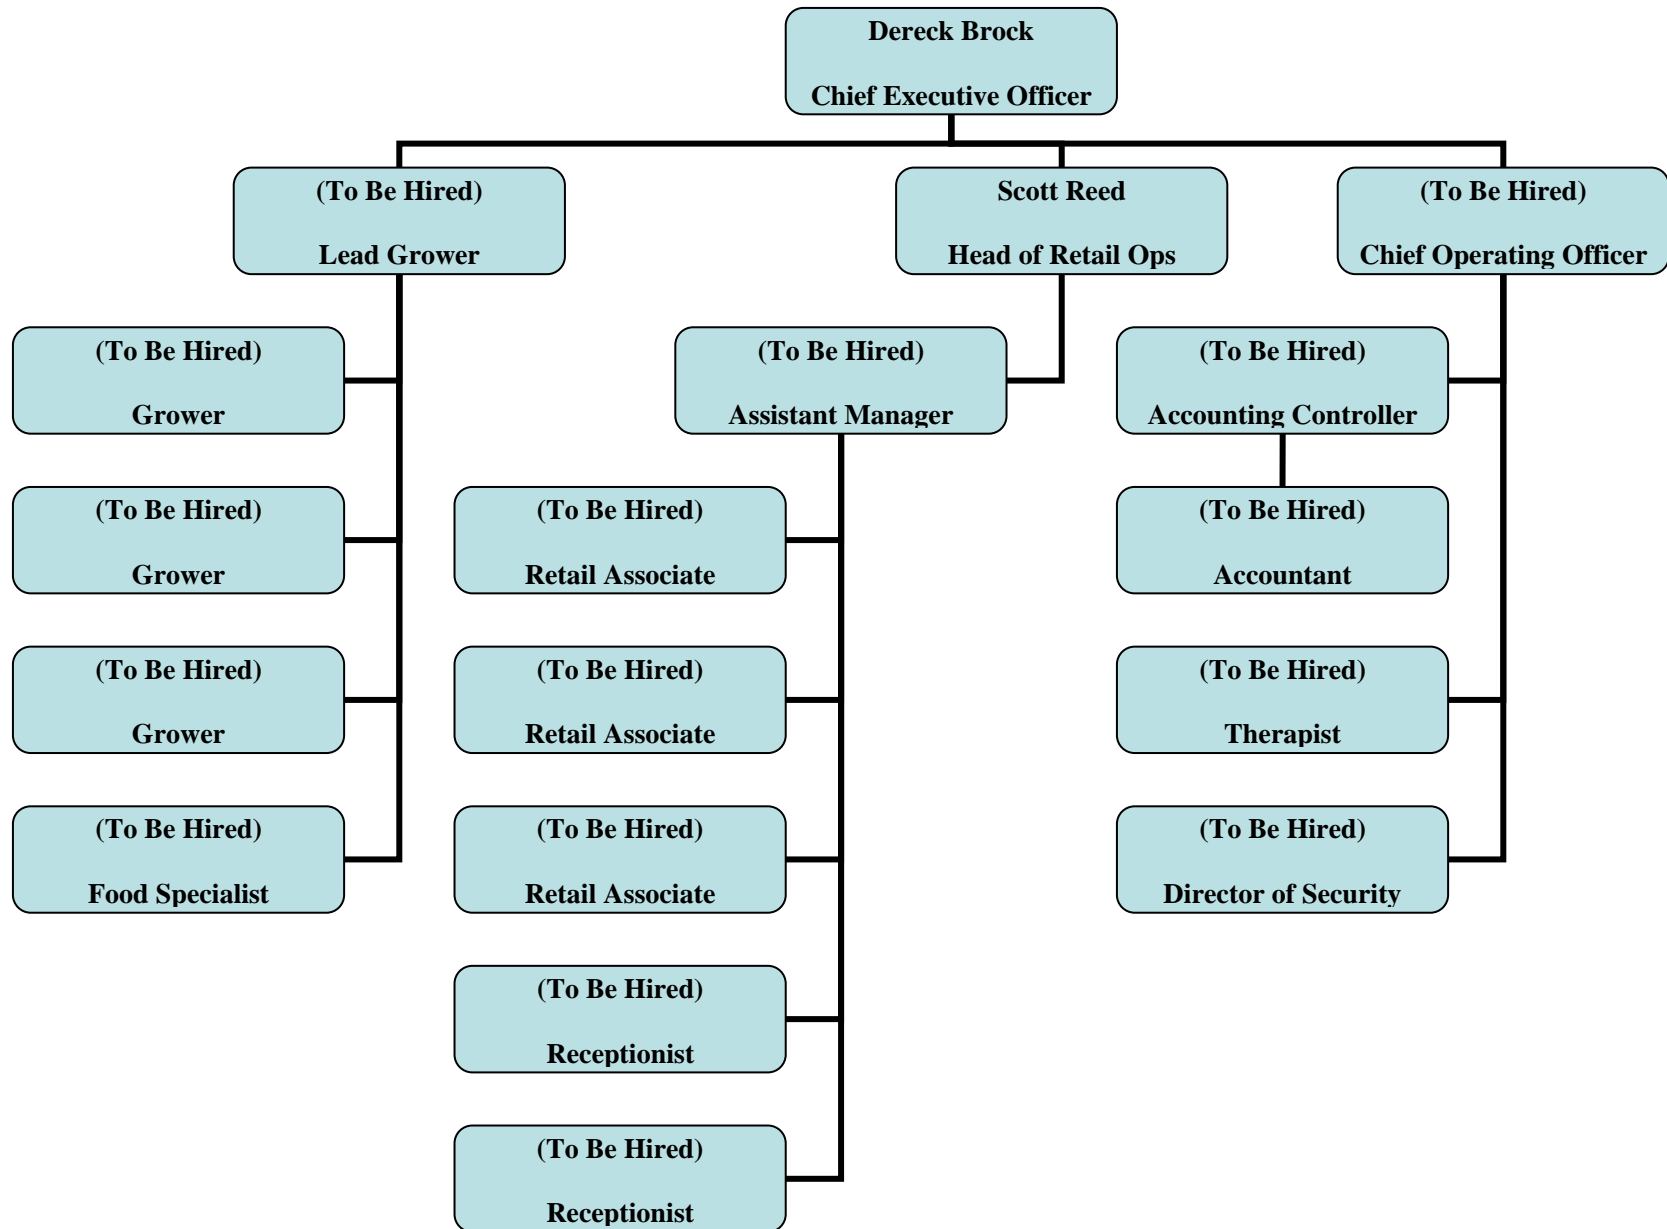 Dereck Brock
Chief Executive Officer
(To Be Hired)
Lead Grower
Scott Reed
Head of Retail Ops
(To Be Hired)
Chief Operating Officer
(To Be Hired)
Grower
(To Be Hired)
Assistant Manager
(To Be Hired)
Accounting Controller
(To Be Hired)
Grower
(To Be Hired)
Retail Associate
(To Be Hired)
Accountant
(To Be Hired)
Grower
(To Be Hired)
Retail Associate
(To Be Hired)
Therapist
(To Be Hired)
Food Specialist
(To Be Hired)
Retail Associate
(To Be Hired)
Director of Security
(To Be Hired)
Receptionist
(To Be Hired)
Receptionist